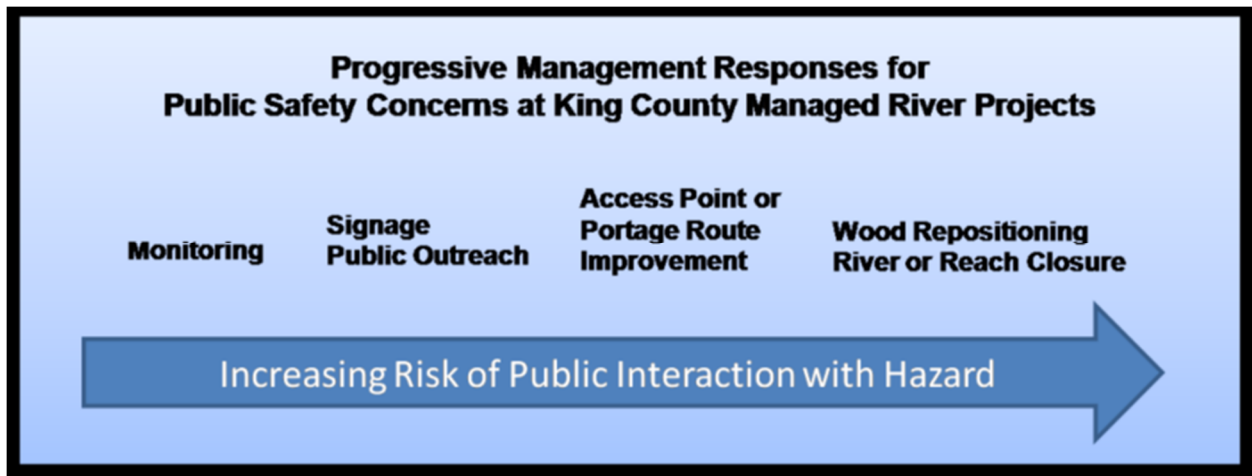 Progressive Management Responses for
Public Safety Concerns at King County Managed River Projects
Monitoring
Signage
Public Outreach
Access Point or
Portage Route
Improvement
Wood Repositioning
River or Reach Closure
Increasing Risk of Public Interaction with Hazard